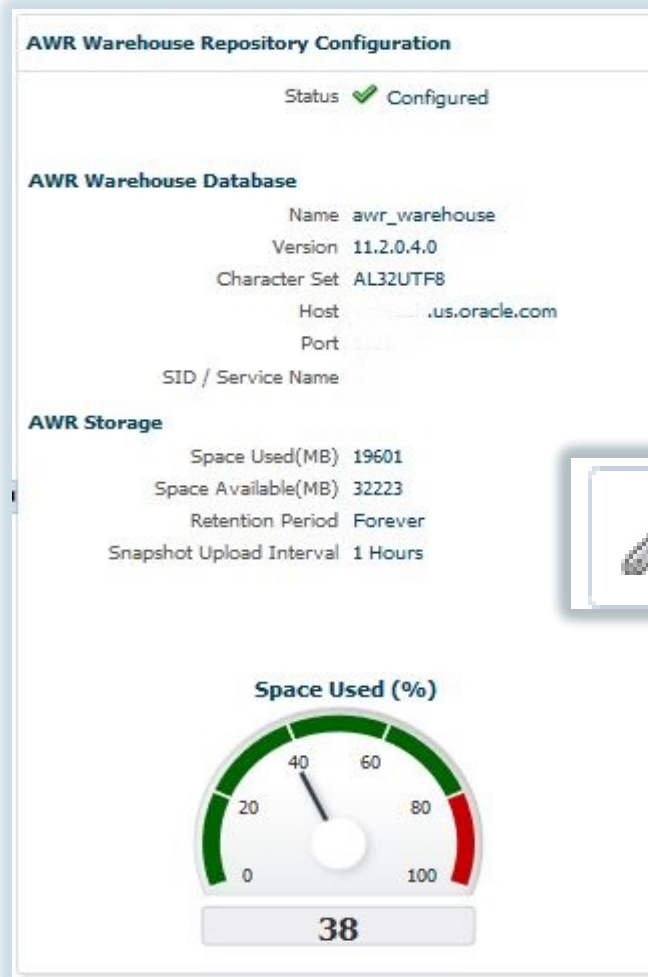 AWR Warehouse Repository Configuration
Status Configured
AWR Warehouse Database
Name awr_warehouse
Version 11.2.0.4.0
Character Set AL32UTF8
Host .us.oracle.com
Port
SID / Service Name
AWR Storage
Space Used(MB) 19601
Space Available(MB) 32223
Retention Period Forever
Snapshot Upload Interval 1 Hours
Space Used (%)
40 60
20 80
0 100
38